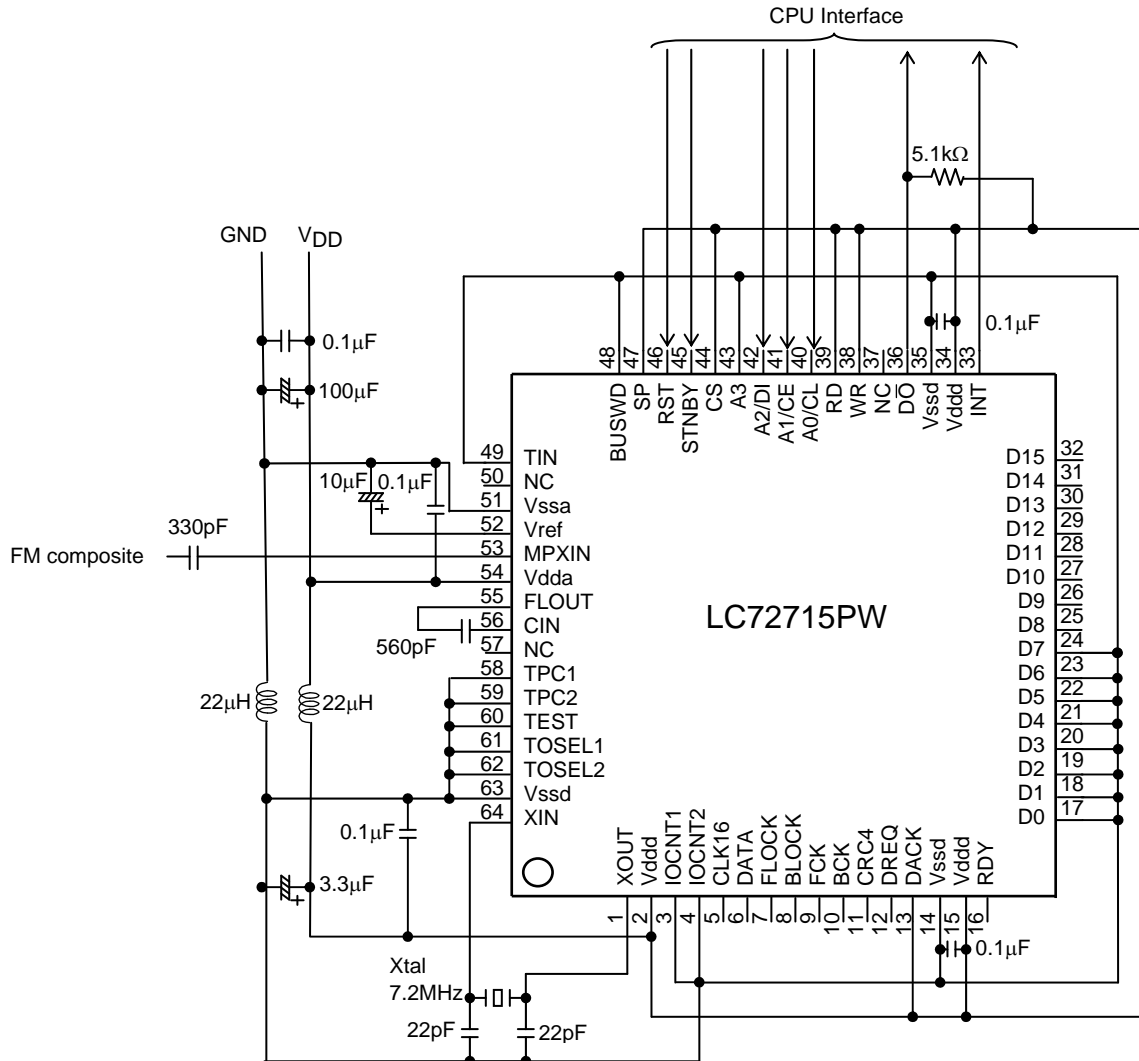 CPU Interface
5.1kΩ
GND
VDD
0.1μF
100μF
0.1μF
48
47
46
45
44
43
42
41
40
39
38
37
36
35
34
33
BUSWD
SP
RST
STNBY
CS
A3
A2/DI
A1/CE
A0/CL
RD
WR
NC
DO
Vssd
Vddd
INT
10μF
0.1μF
330pF
FM composite
560pF
49 TIN
50 NC
51 Vssa
52 Vref
53 MPXIN
54 Vdda
55 FLOUT
56 CIN
57 NC
58 TPC1
59 TPC2
60 TEST
61 TOSEL1
62 TOSEL2
63 Vssd
64 XIN
LC72715PW
D15 32
D14 31
D13 30
D12 29
D11 28
D10 27
D9 26
D8 25
D7 24
D6 23
D5 22
D4 21
D3 20
D2 19
D1 18
D0 17
22μH
22μH
0.1μF
3.3μF
XOUT
Vddd
IOCNT1
IOCNT2
CLK16
DATA
FLOCK
BLOCK
FCK
BCK
CRC4
DREQ
DACK
Vssd
Vddd
RDY
1
2
3
4
5
6
7
8
9
10
11
12
13
14
15
16
0.1μF
Xtal
7.2MHz
22pF
22pF